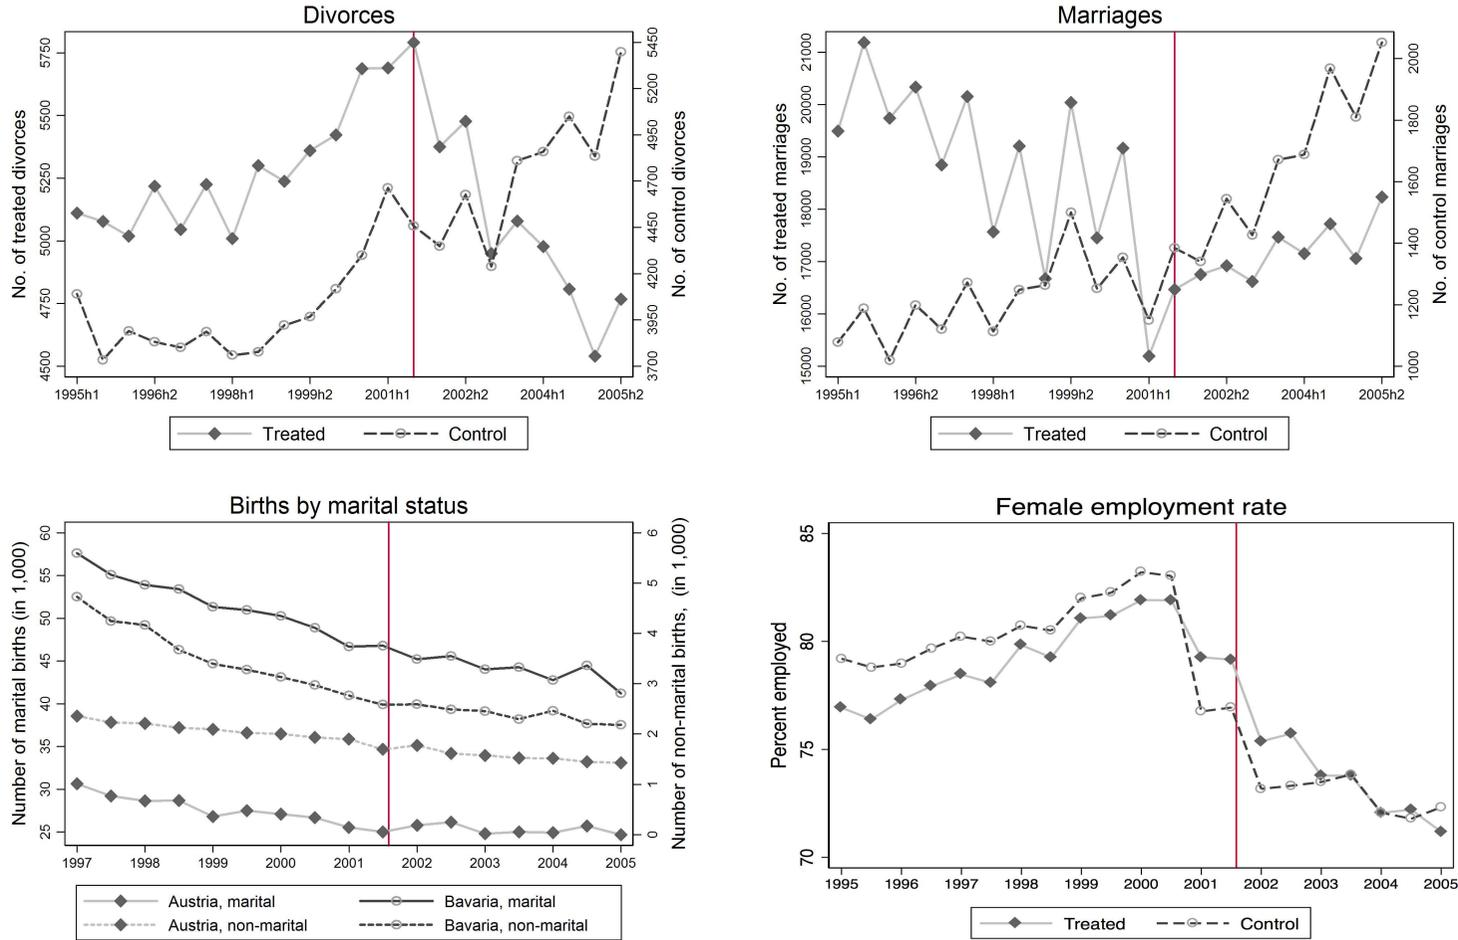 Divorces
No. of treated divorces
5750
5500
5250
5000
4750
4500
No. of control divorces
5450
5200
4950
4700
4450
4200
3950
3700
1995h1 1996h2 1998h1 1999h2 2001h1 2002h2 2004h1 2005h2
Treated Control
Marriages
No. of treated marriages
21000
20000
19000
18000
17000
16000
15000
No. of control marriages
2000
1800
1600
1400
1200
1000
1995h1 1996h2 1998h1 1999h2 2001h1 2002h2 2004h1 2005h2
Treated Control
Births by marital status
Number of marital births (in 1,000)
60
55
50
45
40
35
30
25
Number of non-marital births, (in 1,000)
6
5
4
3
2
1
0
1997 1998 1999 2000 2001 2002 2003 2004 2005
Austria, marital Bavaria, marital
Austria, non-marital Bavaria, non-marital
Female employment rate
Percent employed
85
80
75
70
1995 1996 1997 1998 1999 2000 2001 2002 2003 2004 2005
Treated Control